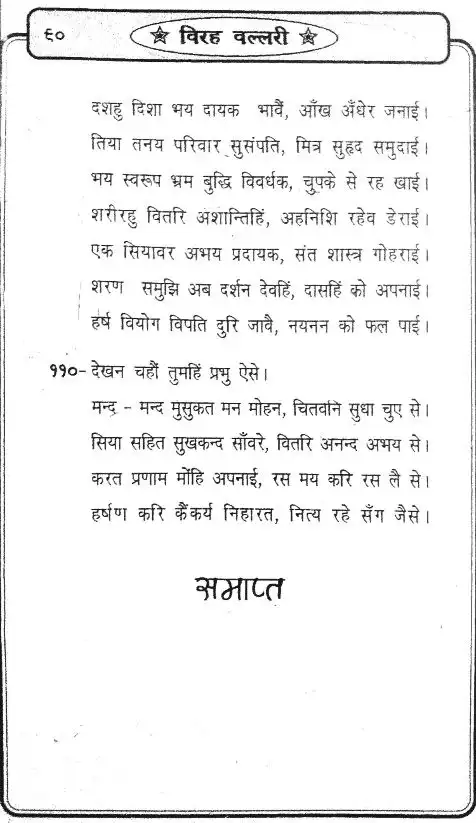 ६०
विरह वल्लरी
दशहु दिशा भय दायक भावैं, आँख अँधेर जनाई।
तिया तनय परिवार सुसंपति, मित्र सुहृद समुदाई।
भय स्वरूप भ्रम बुद्धि विवर्धक, चुपके से रह खाई।
शरीरहु वितरि अशान्तिहिं, अहनिशि रहेव डेराई।
एक सियावर अभय प्रदायक, संत शास्त्र गोहराई।
शरण समुझि अब दर्शन देवहिं, दासहिं को अपनाई।
हर्ष वियोग विपति दुरि जावै, नयनन को फल पाई।
११०- देखन चहौं तुमहिं प्रभु ऐसे।
मन्द - मन्द मुसुकत मन मोहन, चितवनि सुधा चुए से।
सिया सहित सुखकन्द साँवरे, वितरि अनन्द अभय से।
करत प्रणाम मोंहि अपनाई, रस मय करि रस लै से।
हर्षण करि कैंकर्य निहारत, नित्य रहे सँग जैसे।
समाप्त